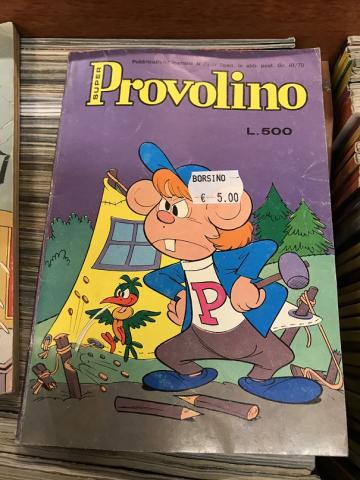 SUPER
Provolino
L.500
BORSINO
€ 5.00
P